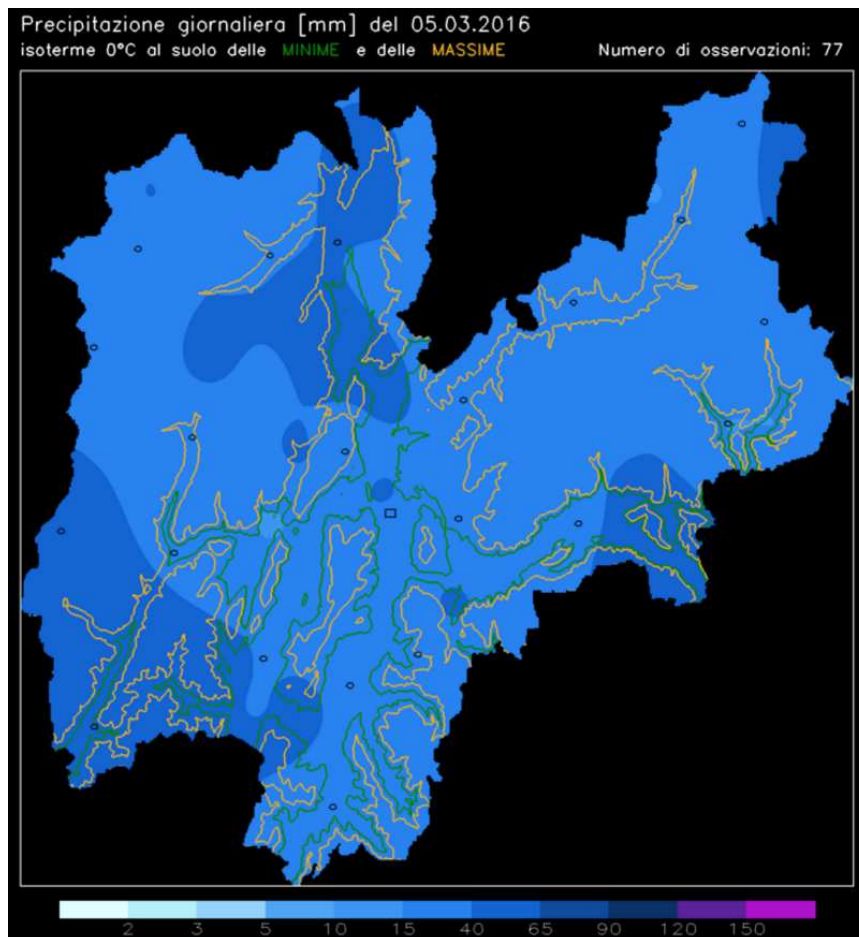 Precipitazione giornaliera [mm] del 05.03.2016
isoterme 0°C al suolo delle MINIME e delle MASSIME Numero di osservazioni: 77
2 3 5 10 15 40 65 90 120 150